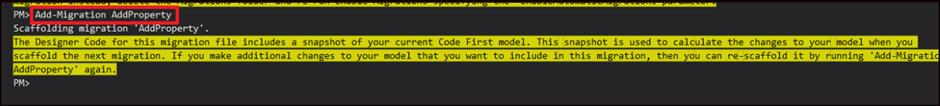 PM> Add-Migration AddProperty
Scaffolding migration 'AddProperty'.
The Designer Code for this migration file includes a snapshot of your current Code First model. This snapshot is used to calculate the changes to your model when you
scaffold the next migration. If you make additional changes to your model that you want to include in this migration, then you can re-scaffold it by running 'Add-Migratio
AddProperty' again.
PM>